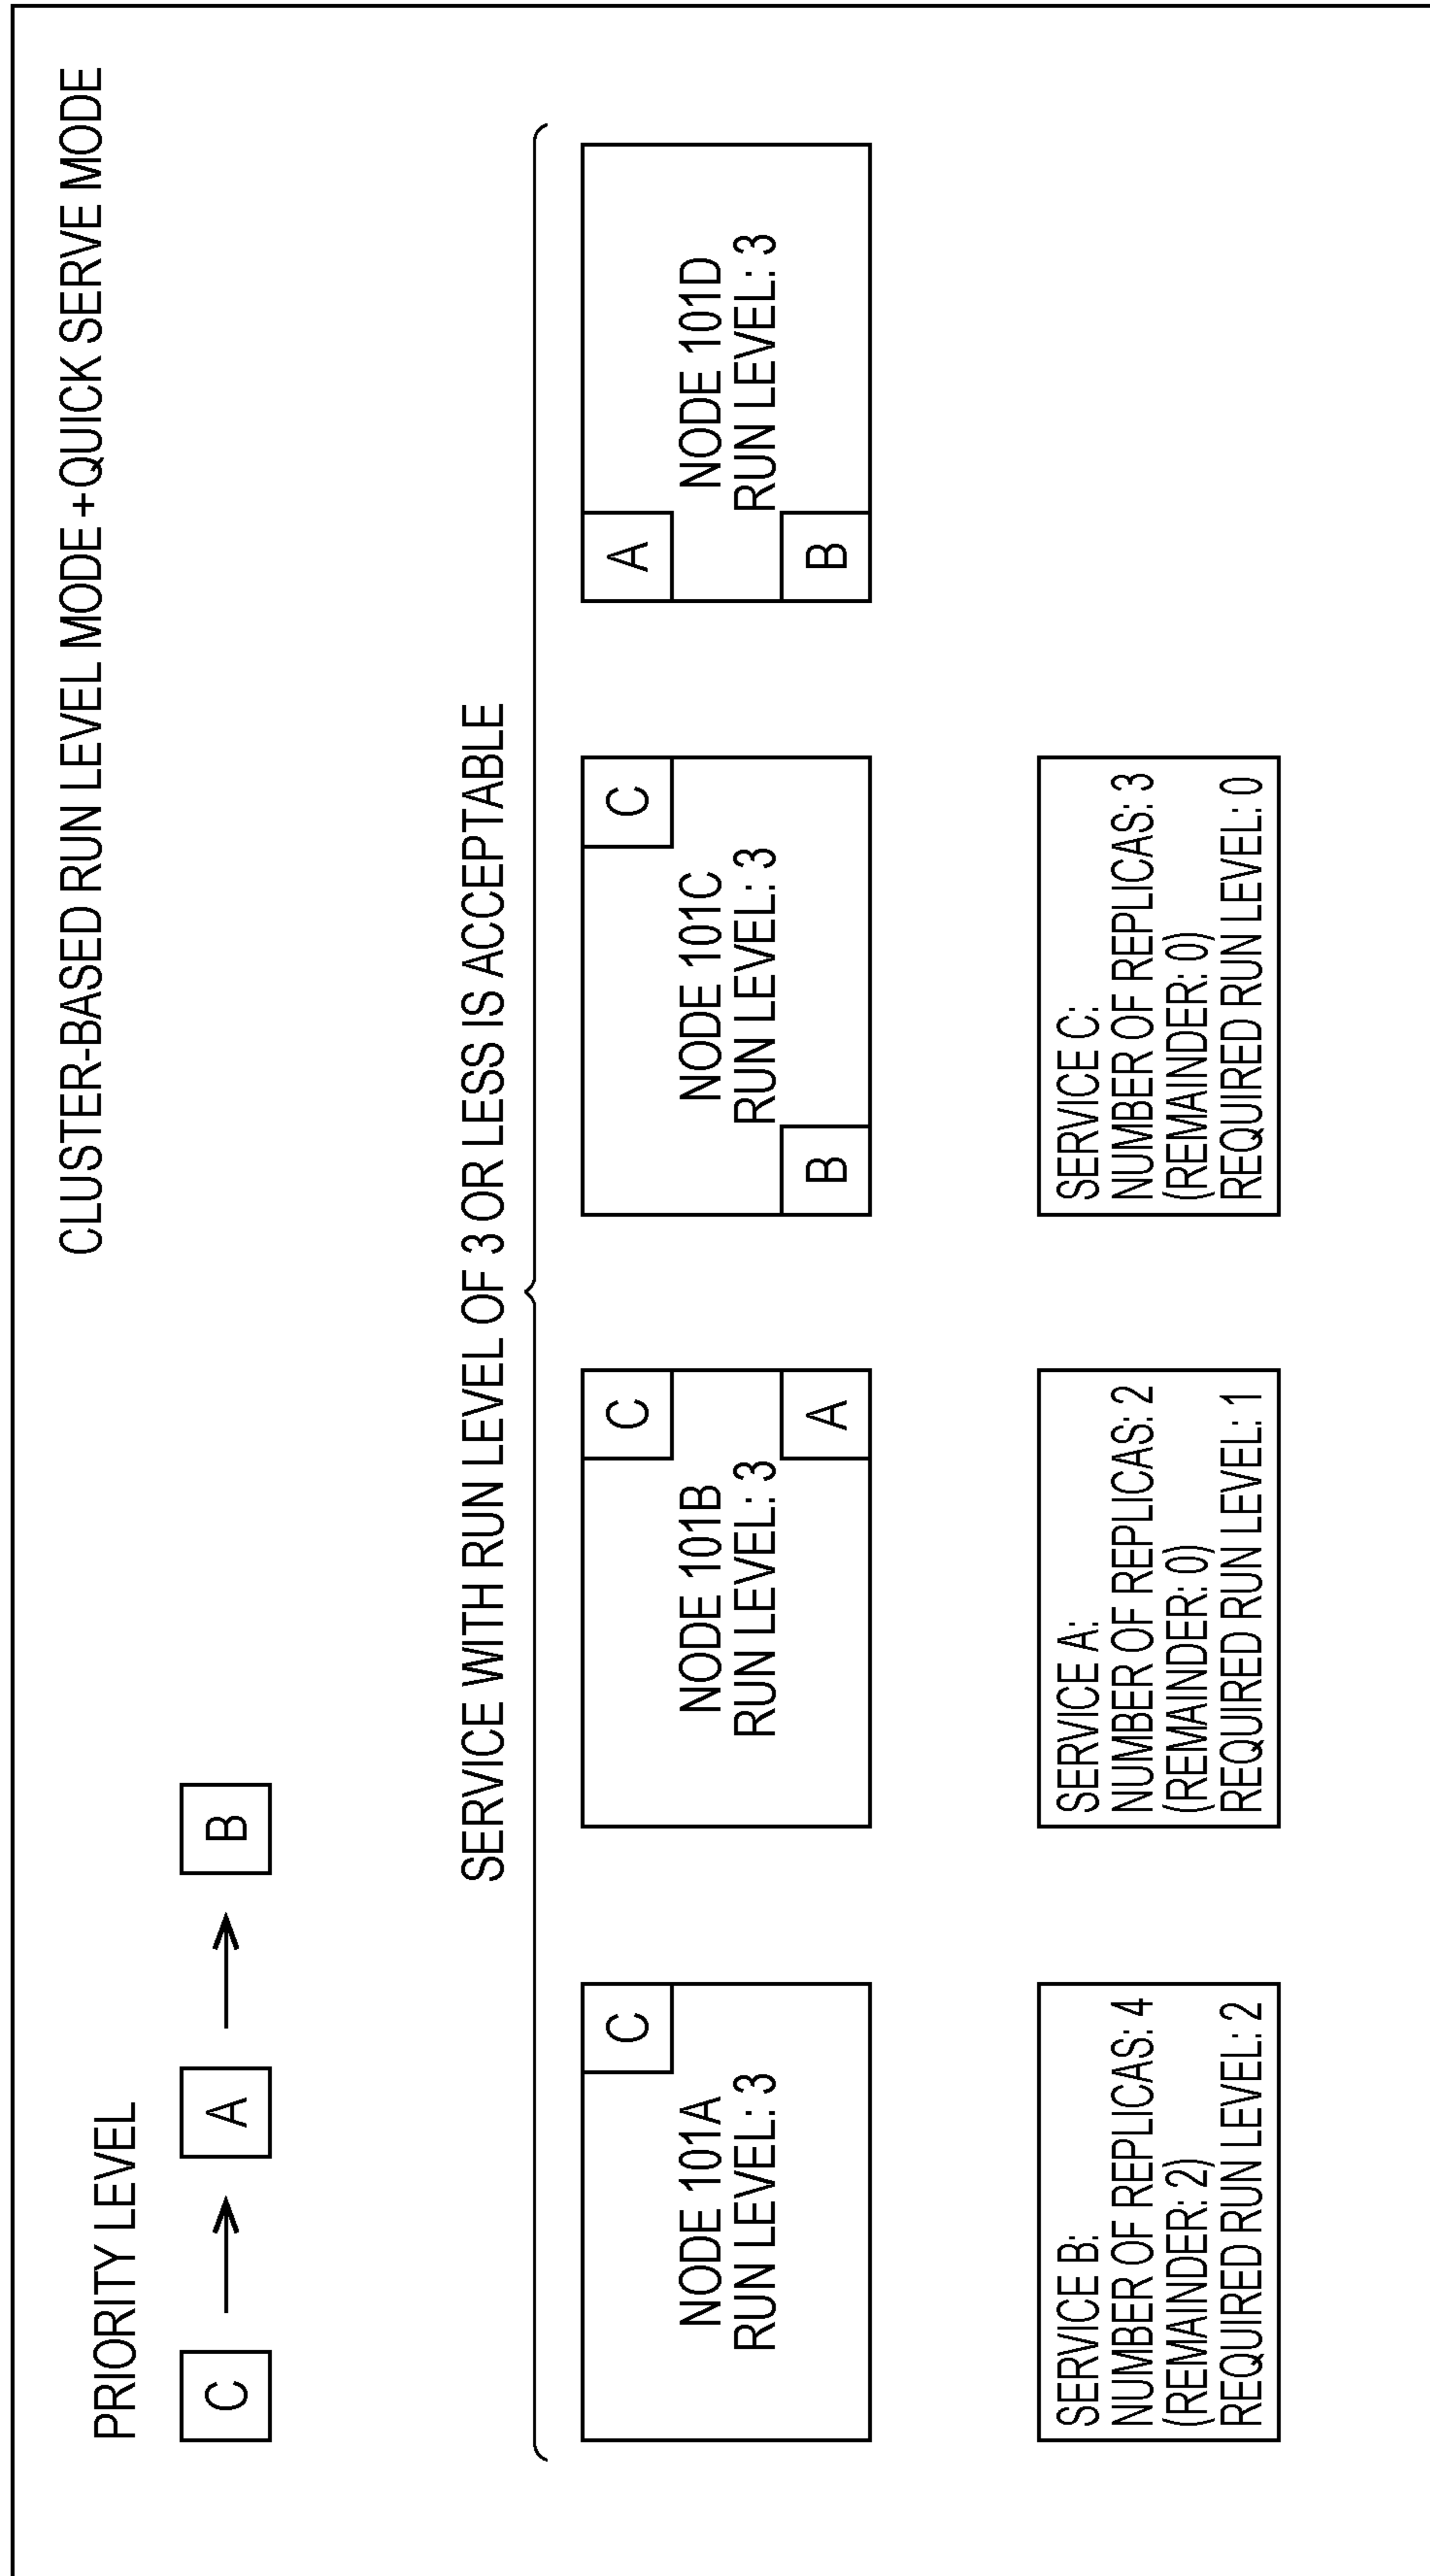 CLUSTER-BASED RUN LEVEL MODE +QUICK SERVE MODE
PRIORITY LEVEL
C
A
B
SERVICE WITH RUN LEVEL OF 3 OR LESS IS ACCEPTABLE
C
NODE 101A
RUN LEVEL: 3
C
NODE 101B
RUN LEVEL: 3
A
C
NODE 101C
RUN LEVEL: 3
B
A
NODE 101D
RUN LEVEL: 3
B
SERVICE B:
NUMBER OF REPLICAS: 4
(REMAINDER: 2)
REQUIRED RUN LEVEL: 2
SERVICE A:
NUMBER OF REPLICAS: 2
(REMAINDER: 0)
REQUIRED RUN LEVEL: 1
SERVICE C:
NUMBER OF REPLICAS: 3
(REMAINDER: 0)
REQUIRED RUN LEVEL: 0